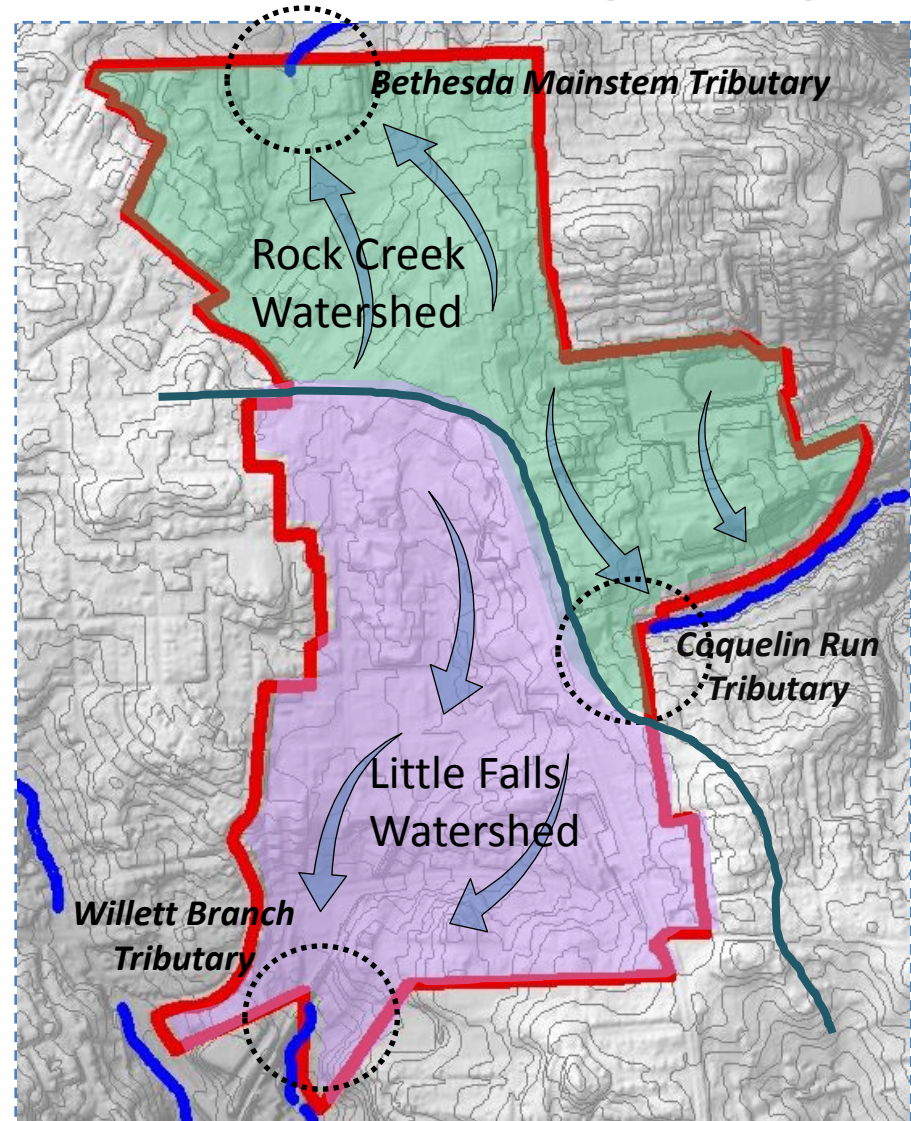 Bethesda Mainstem Tributary
Rock Creek
Watershed
Coquelin Run
Tributary
Little Falls
Watershed
Willett Branch
Tributary